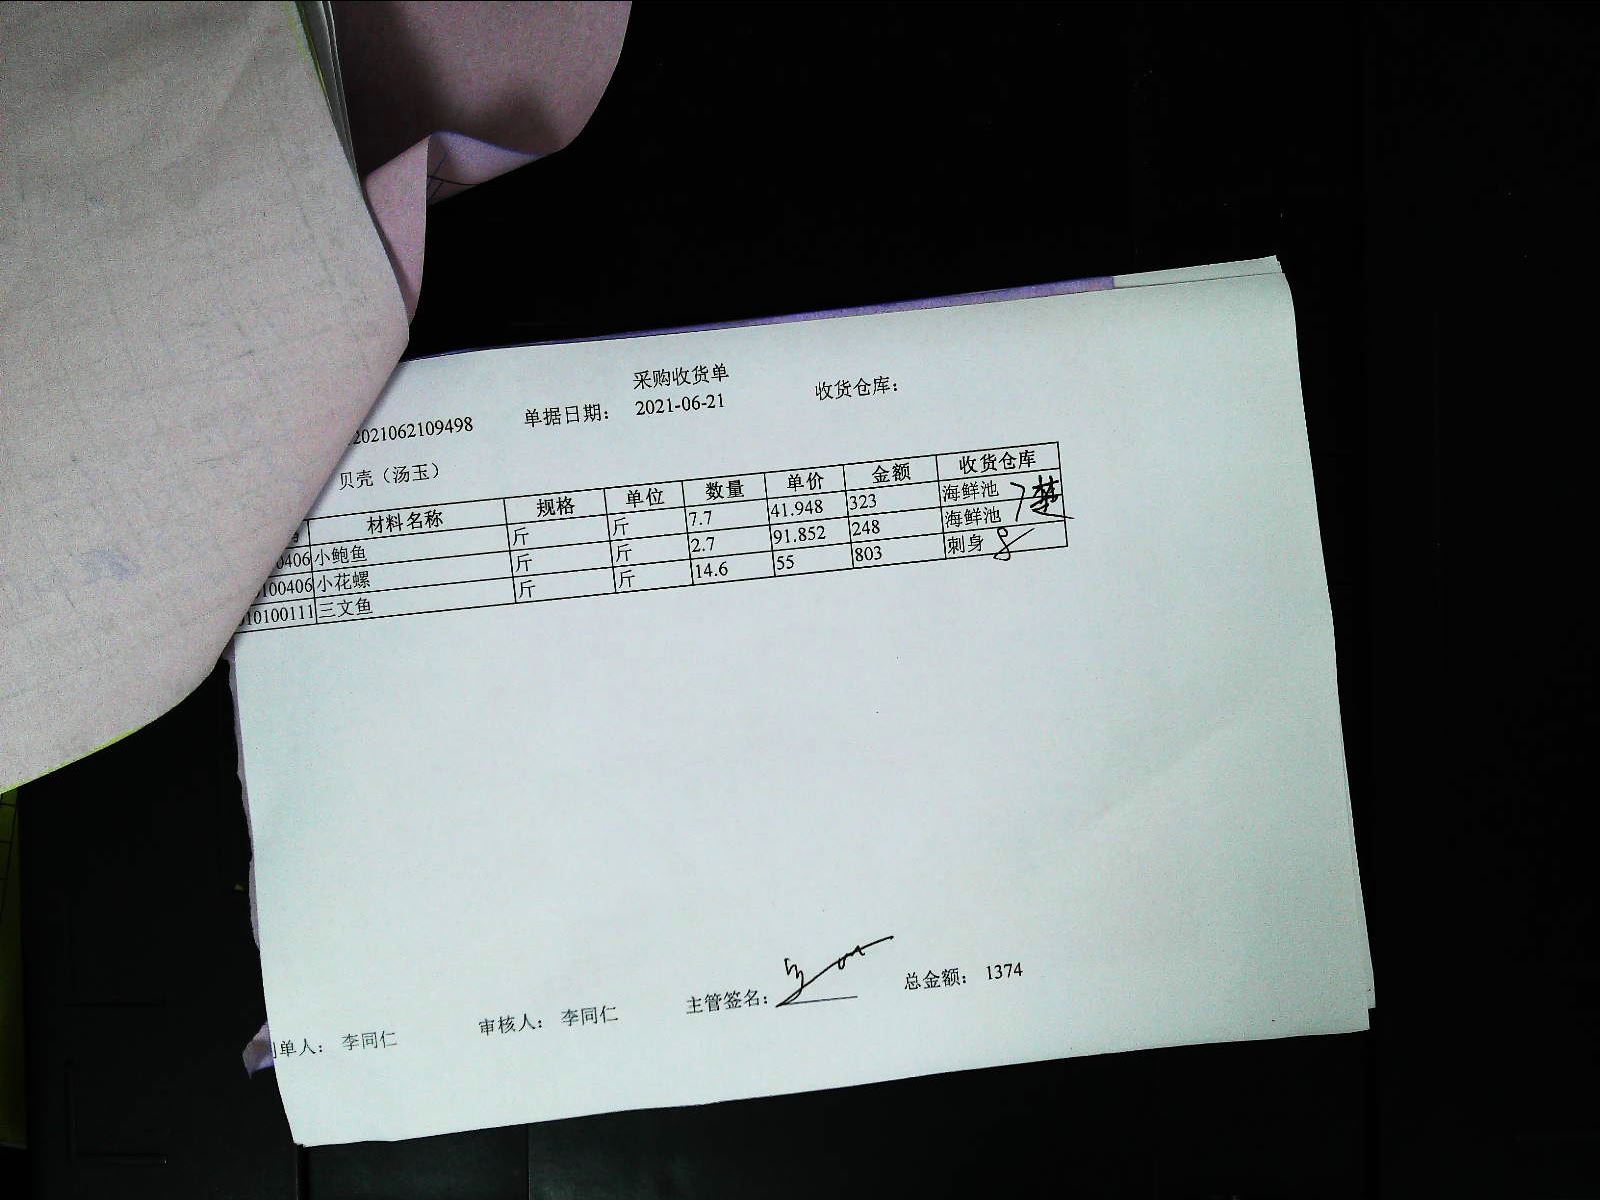 采购收货单
2021062109498 单据日期： 2021-06-21 收货仓库：
贝壳（汤玉）
材料名称 规格 单位 数量 单价 金额 收货仓库
0406 小鲍鱼 斤 斤 7.7 41.948 323 海鲜池
100406 小花螺 斤 斤 2.7 91.852 248 海鲜池
10100111 三文鱼 斤 斤 14.6 55 803 刺身
单人： 李同仁 审核人： 李同仁 主管签名： 总金额： 1374